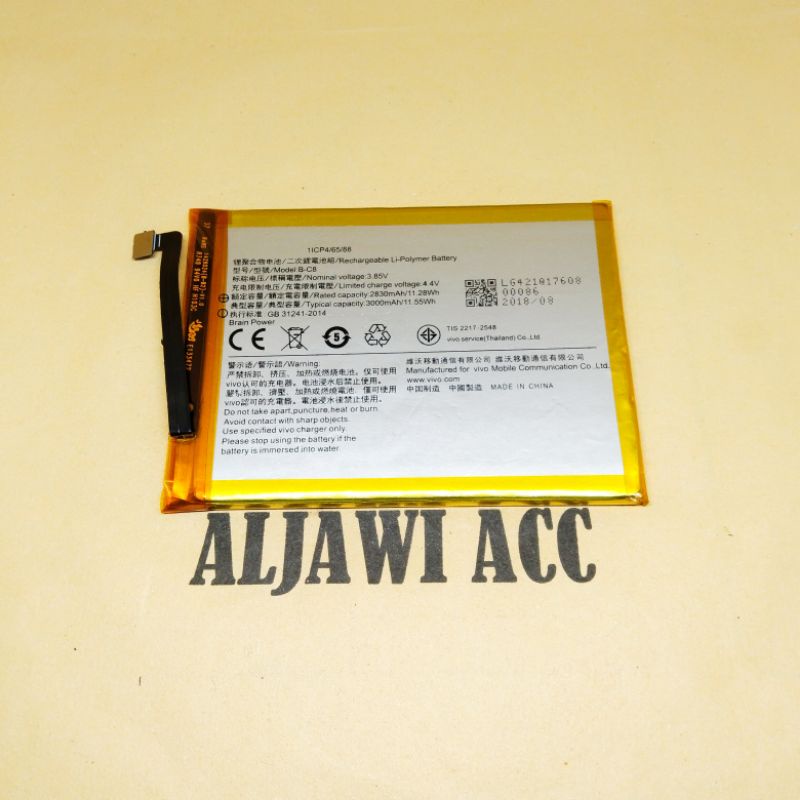 1ICP4/65/88
锂聚合物电池/二次鋰電池組/Rechargeable Li-Polymer Battery
型号/型號/Model B-C8
标称电压/標稱電壓/Nominal voltage:3.85V
充电限制电压/充電限制電壓/Limited charge voltage:4.4V
额定容量/額定容量/Rated capacity: 2830mAh/11.28Wh
典型容量/典型容量/Typical capacity:3000mAh/11.55Wh
执行标准: GB 31241-2014
Brain Power
LG421817608
00086
2018/08
CE
TIS 2217-2548
vivo service(Thailand) Co.,Ltd.
警示语/警示語/Warning:
严禁拆卸、挤压、加热或燃烧。仅可使用
vivo认可的充电器。电池浸水后禁止使用!
嚴禁拆卸、擠壓、加熱或燃燒電池，僅可使用
vivo認可的充電器。電池浸水後禁止使用!
Do not take apart,puncture,heat or burn.
Avoid contact with sharp objects.
Use specified vivo charger only.
Please stop using the battery if the
battery is immersed into water.
维沃移动通信有限公司 維沃移動通信有限公司
Manufactured for vivo Mobile Communication Co.,Ltd.
www.vivo.com
中国制造 中國製造 MADE IN CHINA
ALJAWI ACC